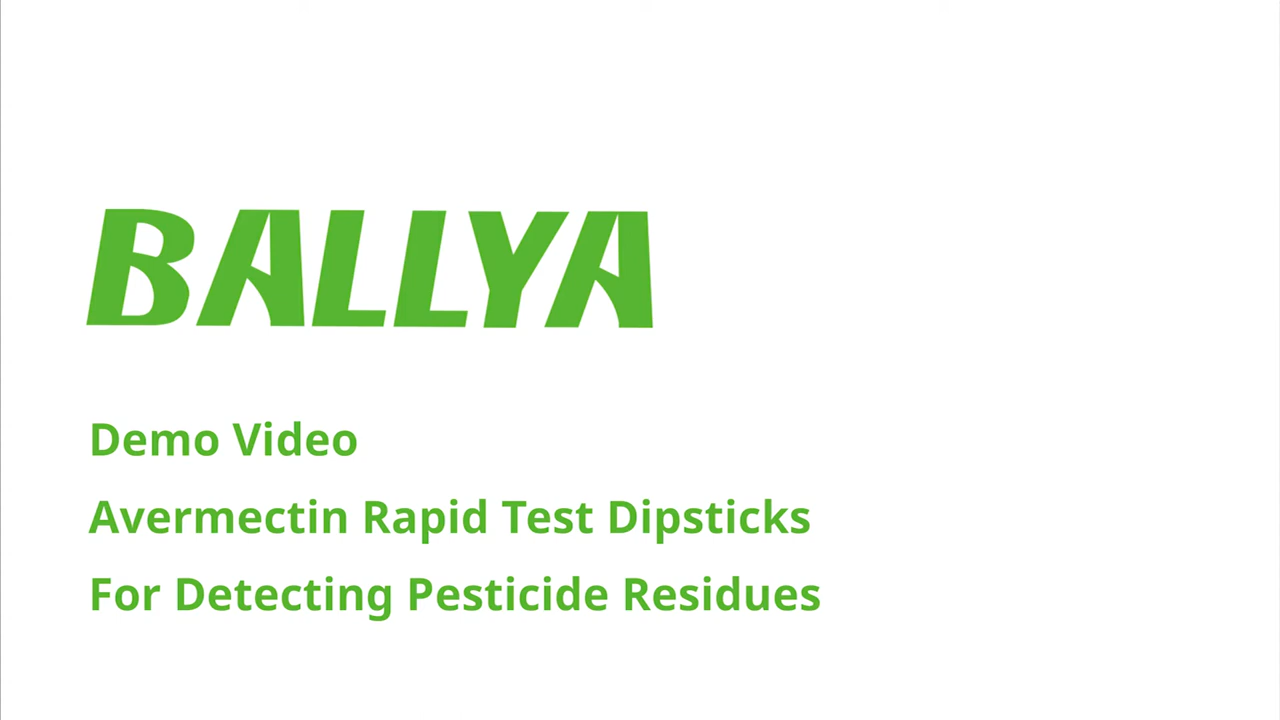 BALLYA
Demo Video
Avermectin Rapid Test Dipsticks
For Detecting Pesticide Residues